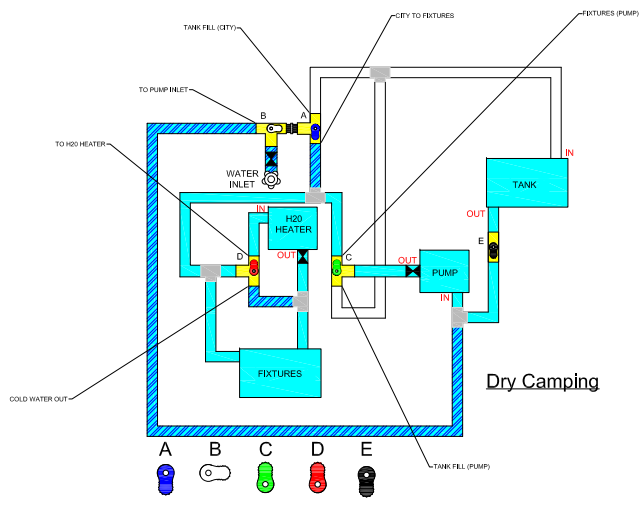 FIXTURES (PUMP)
CITY TO FIXTURES
TANK FILL (CITY)
TO PUMP INLET
B
A
TO H20 HEATER
WATER
INLET
IN
TANK
OUT
E
IN
H20
HEATER
OUT
D
C
OUT
PUMP
IN
FIXTURES
Dry Camping
COLD WATER OUT
TANK FILL (PUMP)
A B C D E